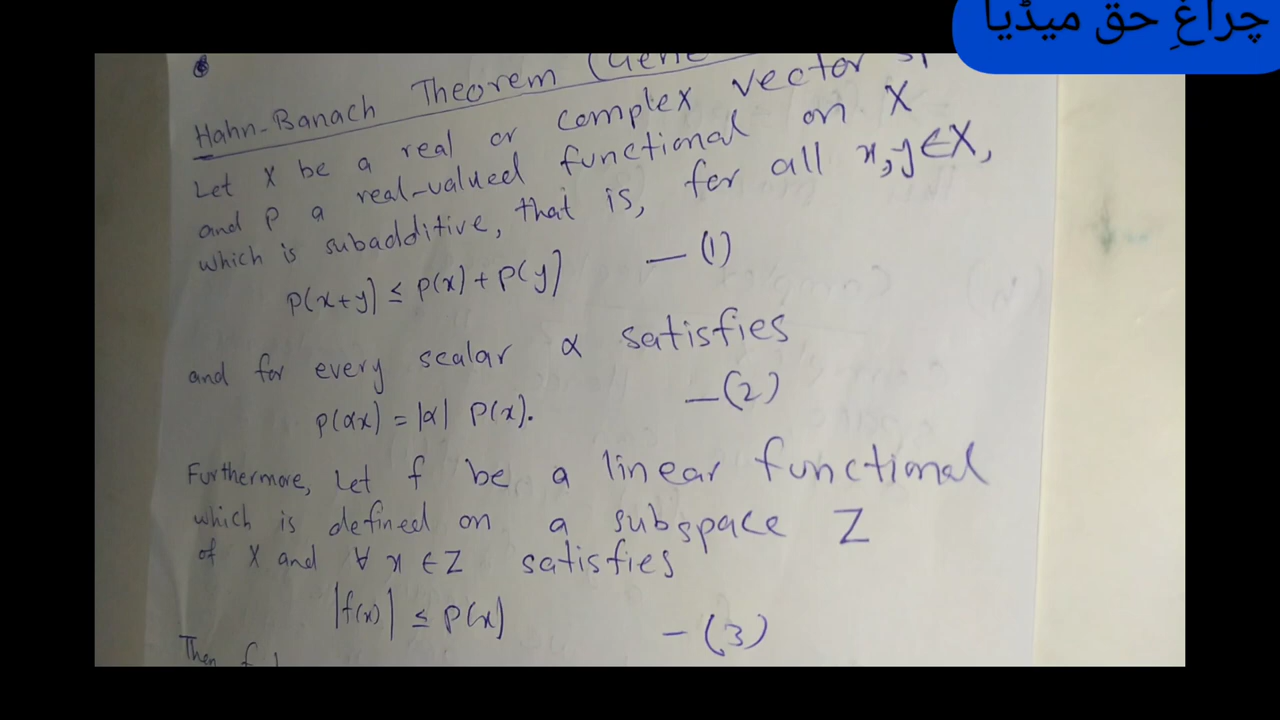 چراغِ حق میڈیا
Hahn-Banach Theorem (Gene
Let X be a real or complex vector
and p a real-valued functional on X
which is subadditive, that is, for all x, y ∈ X,
p(x+y) ≤ p(x) + p(y) — (1)
and for every scalar α satisfies
p(αx) = |α| p(x). — (2)
Furthermore, Let f be a linear functional
which is defined on a subspace Z
of X and ∀ x ∈ Z satisfies
|f(x)| ≤ p(x) — (3)
Then f